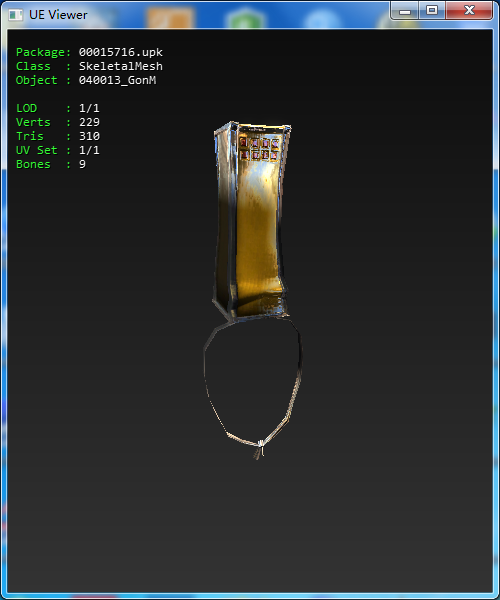 UE Viewer
Package: 00015716.upk
Class : SkeletalMesh
Object : 040013_GonM
LOD : 1/1
Verts : 229
Tris : 310
UV Set : 1/1
Bones : 9